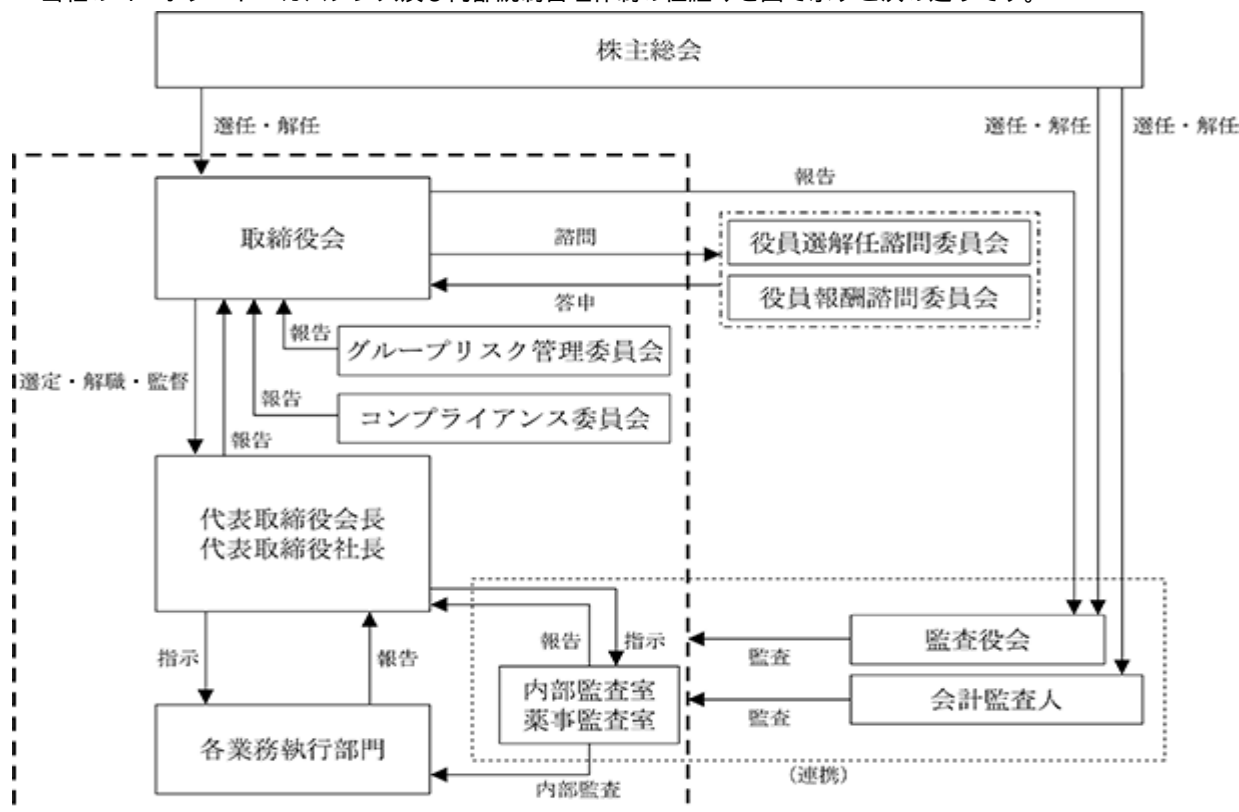 株主総会
選任・解任
選任・解任
選任・解任
報告
取締役会
諮問
役員選解任諮問委員会
答申
役員報酬諮問委員会
報告
グループリスク管理委員会
選定・解職・監督
報告
コンプライアンス委員会
報告
代表取締役会長
代表取締役社長
指示
報告
報告
指示
監査
監査役会
内部監査室
薬事監査室
監査
会計監査人
各業務執行部門
内部監査
(連携)